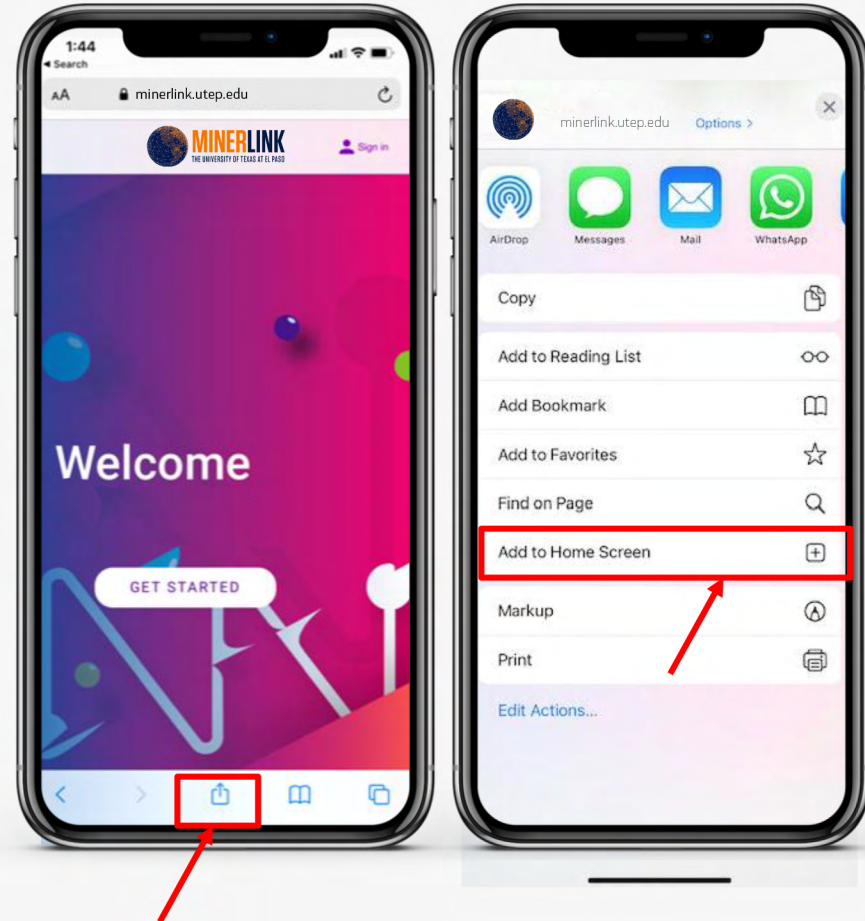 1:44
Search
AA minerlink.utep.edu
MINERLINK
THE UNIVERSITY OF TEXAS AT EL PASO
Sign in
Welcome
GET STARTED
minerlink.utep.edu Options >
AirDrop Messages Mail WhatsApp
Copy
Add to Reading List
Add Bookmark
Add to Favorites
Find on Page
Add to Home Screen
Markup
Print
Edit Actions...